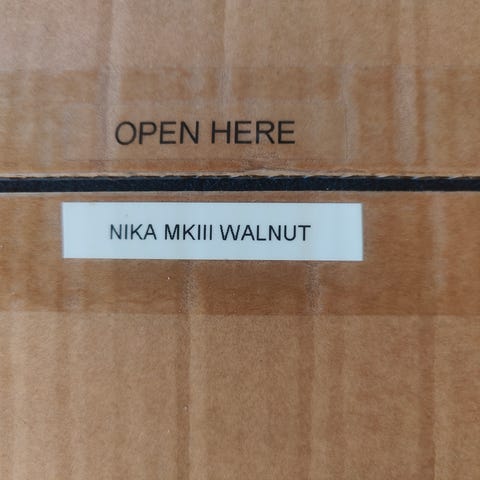 OPEN HERE
NIKA MKIII WALNUT